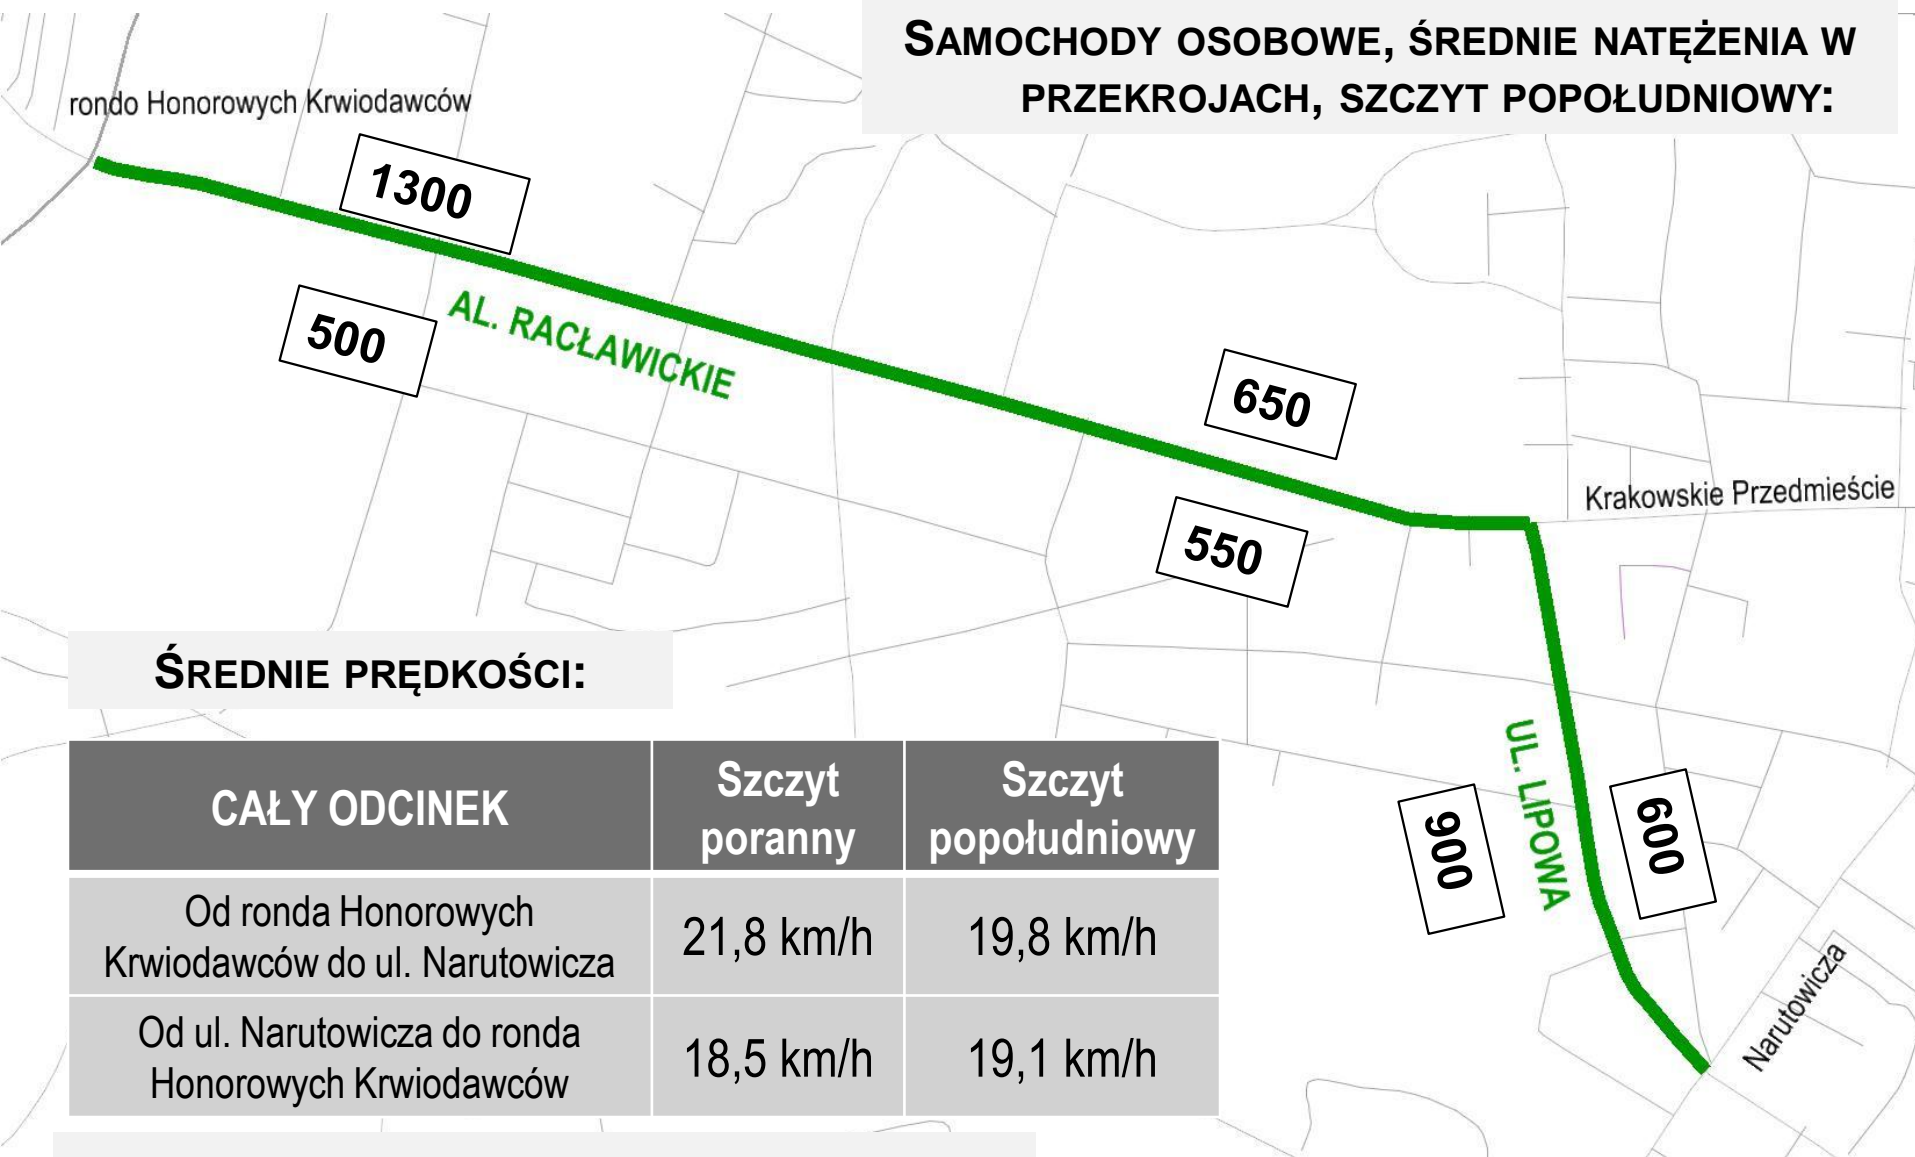 SAMOCHODY OSOBOWE, ŚREDNIE NATĘŻENIA W
PRZEKROJACH, SZCZYT POPOŁUDNIOWY:
rondo Honorowych Krwiodawców
1300
500
AL. RACŁAWICKIE
650
550
Krakowskie Przedmieście
UL. LIPOWA
900
600
Narutowicza
ŚREDNIE PRĘDKOŚCI:
CAŁY ODCINEK
Szczyt
poranny
Szczyt
popołudniowy
Od ronda Honorowych
Krwiodawców do ul. Narutowicza
21,8 km/h
19,8 km/h
Od ul. Narutowicza do ronda
Honorowych Krwiodawców
18,5 km/h
19,1 km/h